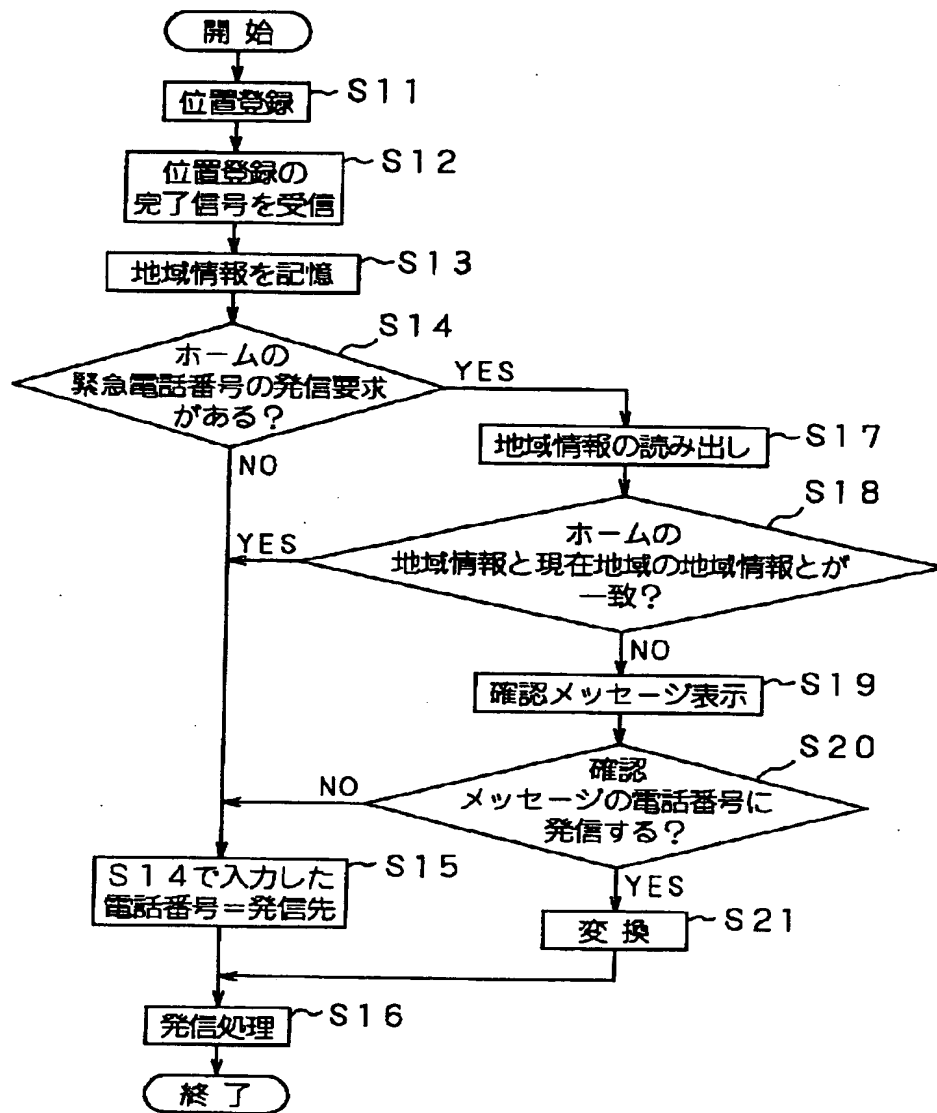 開始
位置登録
S11
位置登録の
完了信号を受信
S12
地域情報を記憶
S13
S14
ホームの
緊急電話番号の発信要求
がある？
YES
NO
地域情報の読み出し
S17
S18
ホームの
地域情報と現在地域の地域情報とが
一致？
YES
NO
確認メッセージ表示
S19
S20
確認
メッセージの電話番号に
発信する？
NO
YES
S14で入力した
電話番号＝発信先
S15
変換
S21
発信処理
S16
終了